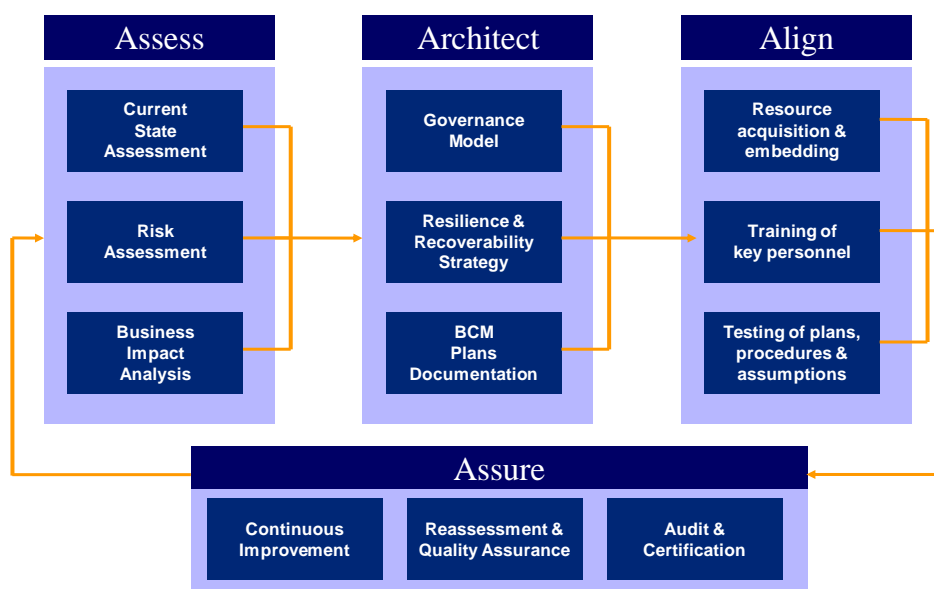 Assess
Current
State
Assessment
Risk
Assessment
Business
Impact
Analysis
Architect
Governance
Model
Resilience &
Recoverability
Strategy
BCM
Plans
Documentation
Align
Resource
acquisition &
embedding
Training of
key personnel
Testing of plans,
procedures &
assumptions
Assure
Continuous
Improvement
Reassessment &
Quality Assurance
Audit &
Certification